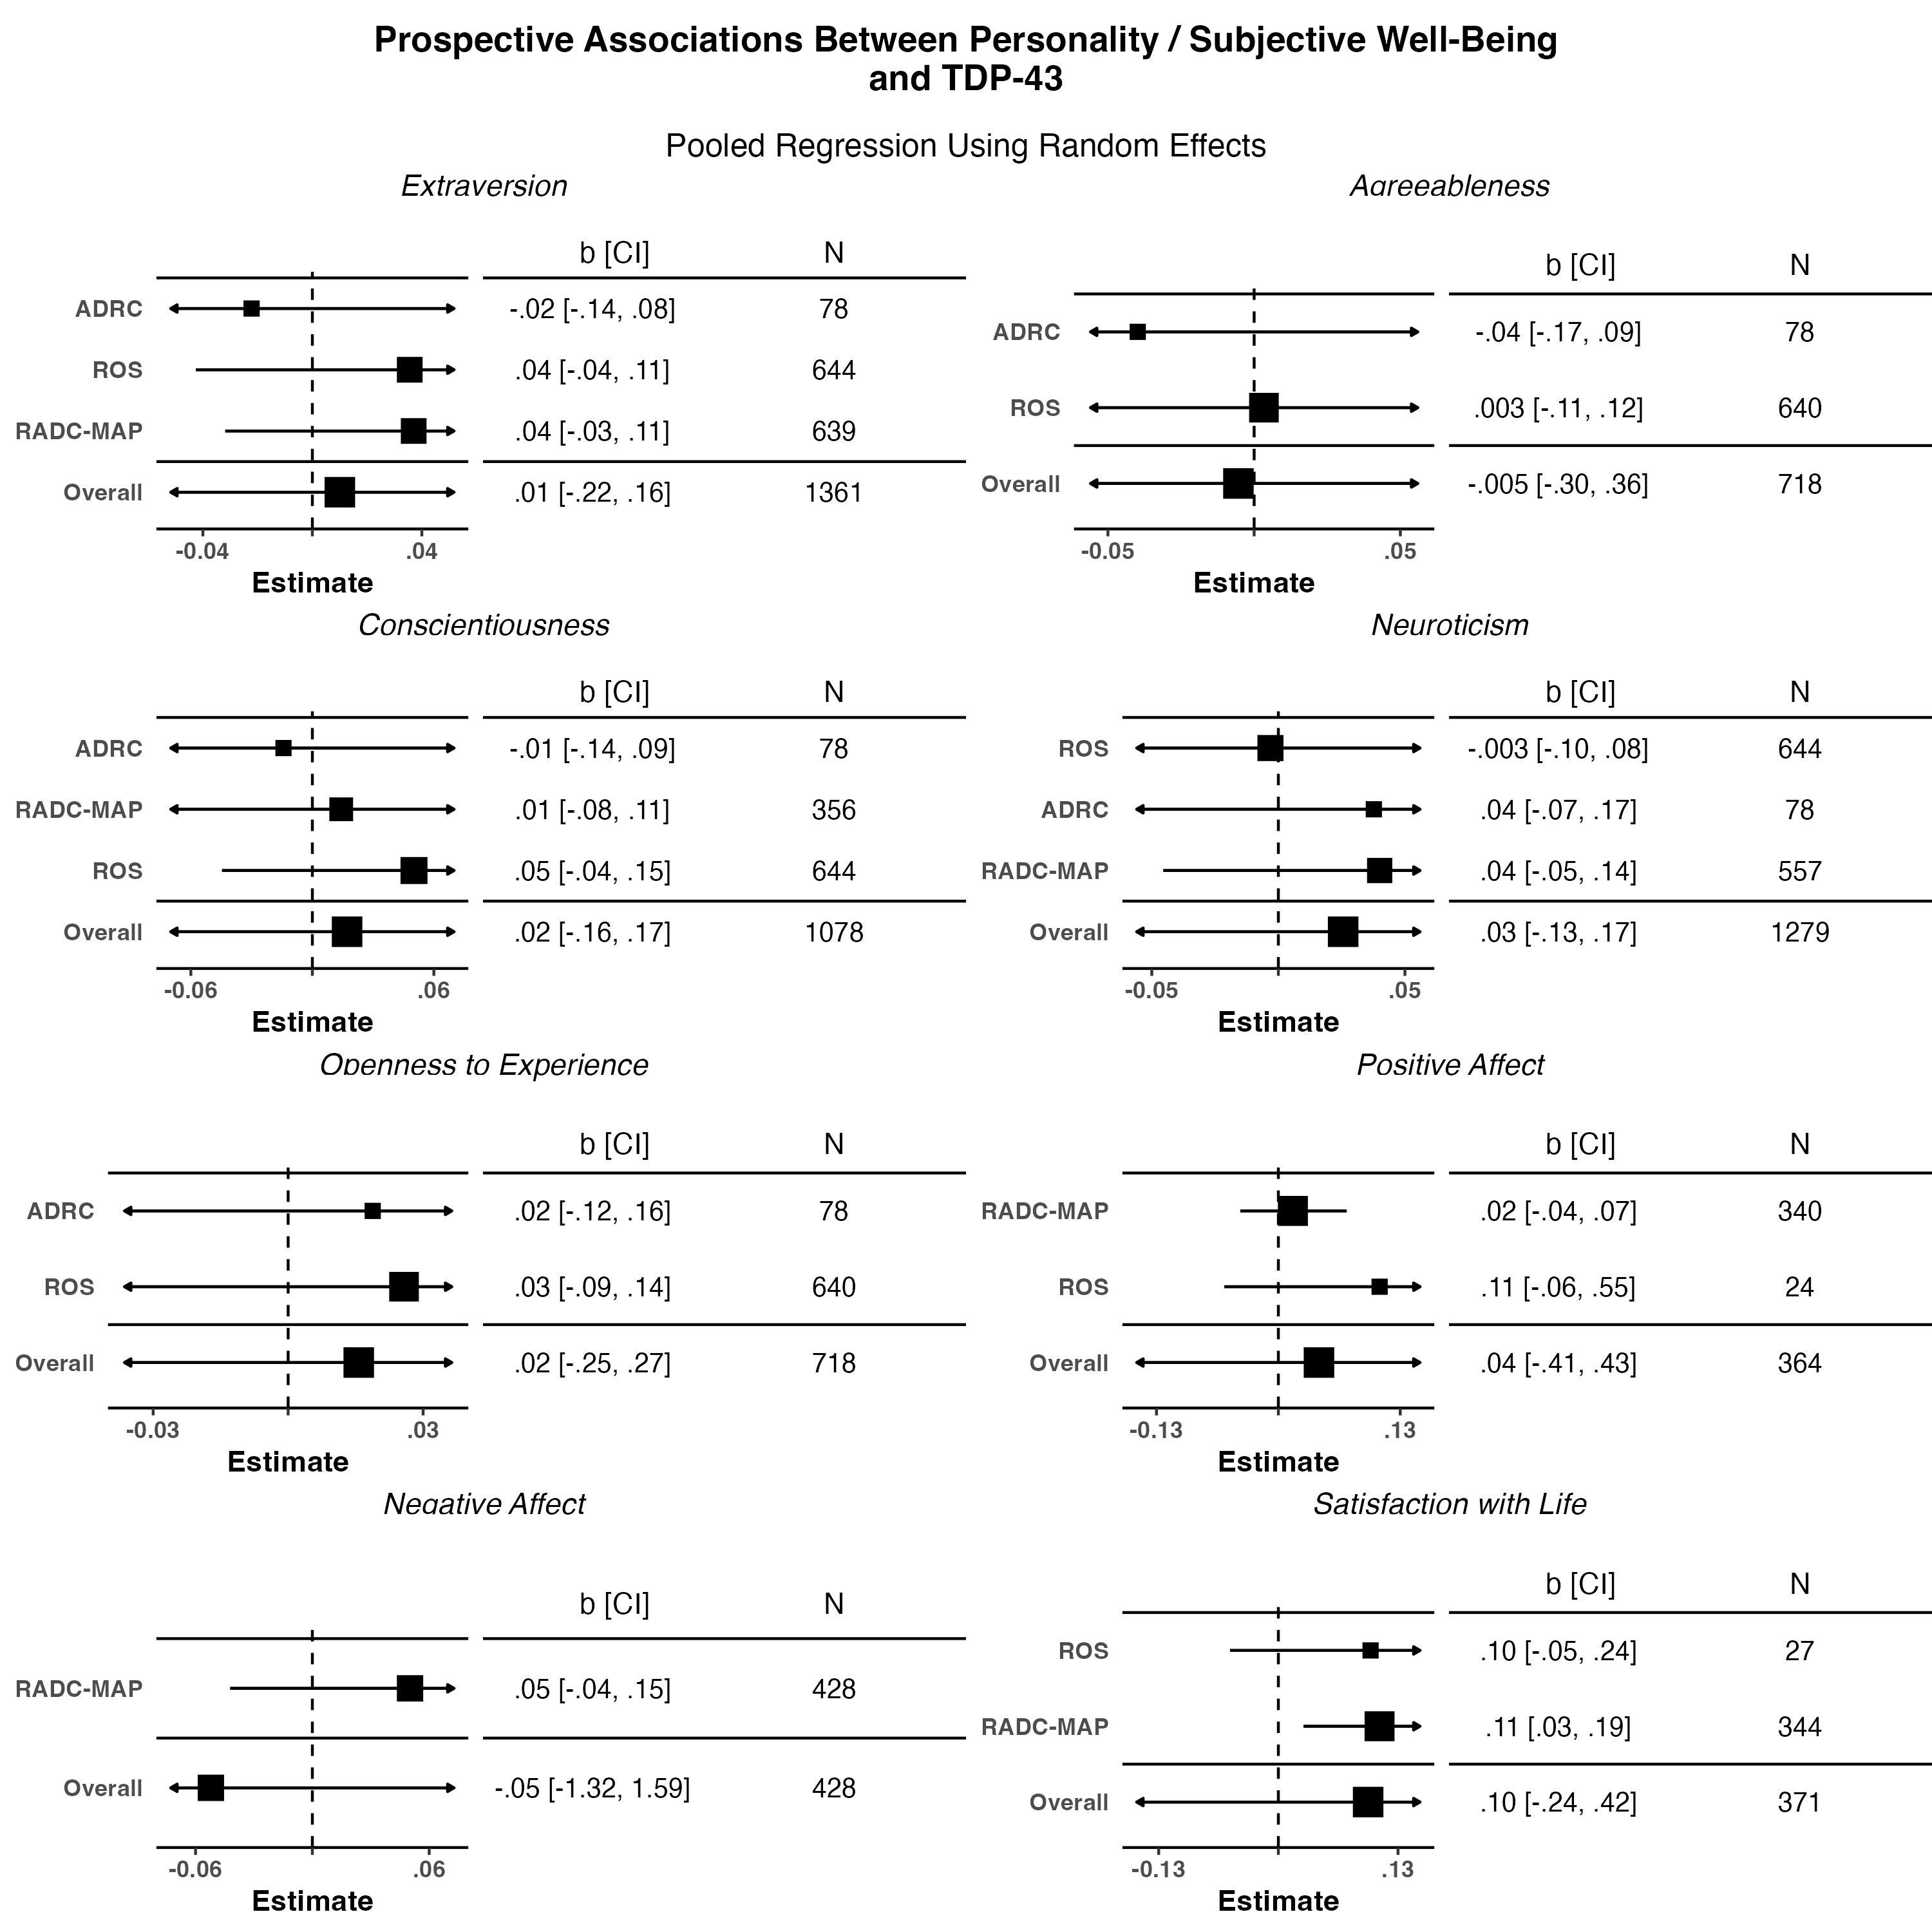 Prospective Associations Between Personality / Subjective Well-Being
and TDP-43
Pooled Regression Using Random Effects
Extraversion
b [CI] N
ADRC -.02 [-.14, .08] 78
ROS .04 [-.04, .11] 644
RADC-MAP .04 [-.03, .11] 639
Overall .01 [-.22, .16] 1361
-0.04 .04
Estimate
Agreeableness
b [CI] N
ADRC -.04 [-.17, .09] 78
ROS .003 [-.11, .12] 640
Overall -.005 [-.30, .36] 718
-0.05 .05
Estimate
Conscientiousness
b [CI] N
ADRC -.01 [-.14, .09] 78
RADC-MAP .01 [-.08, .11] 356
ROS .05 [-.04, .15] 644
Overall .02 [-.16, .17] 1078
-0.06 .06
Estimate
Neuroticism
b [CI] N
ROS -.003 [-.10, .08] 644
ADRC .04 [-.07, .17] 78
RADC-MAP .04 [-.05, .14] 557
Overall .03 [-.13, .17] 1279
-0.05 .05
Estimate
Openness to Experience
b [CI] N
ADRC .02 [-.12, .16] 78
ROS .03 [-.09, .14] 640
Overall .02 [-.25, .27] 718
-0.03 .03
Estimate
Positive Affect
b [CI] N
RADC-MAP .02 [-.04, .07] 340
ROS .11 [-.06, .55] 24
Overall .04 [-.41, .43] 364
-0.13 .13
Estimate
Negative Affect
b [CI] N
RADC-MAP .05 [-.04, .15] 428
Overall -.05 [-1.32, 1.59] 428
-0.06 .06
Estimate
Satisfaction with Life
b [CI] N
ROS .10 [-.05, .24] 27
RADC-MAP .11 [.03, .19] 344
Overall .10 [-.24, .42] 371
-0.13 .13
Estimate